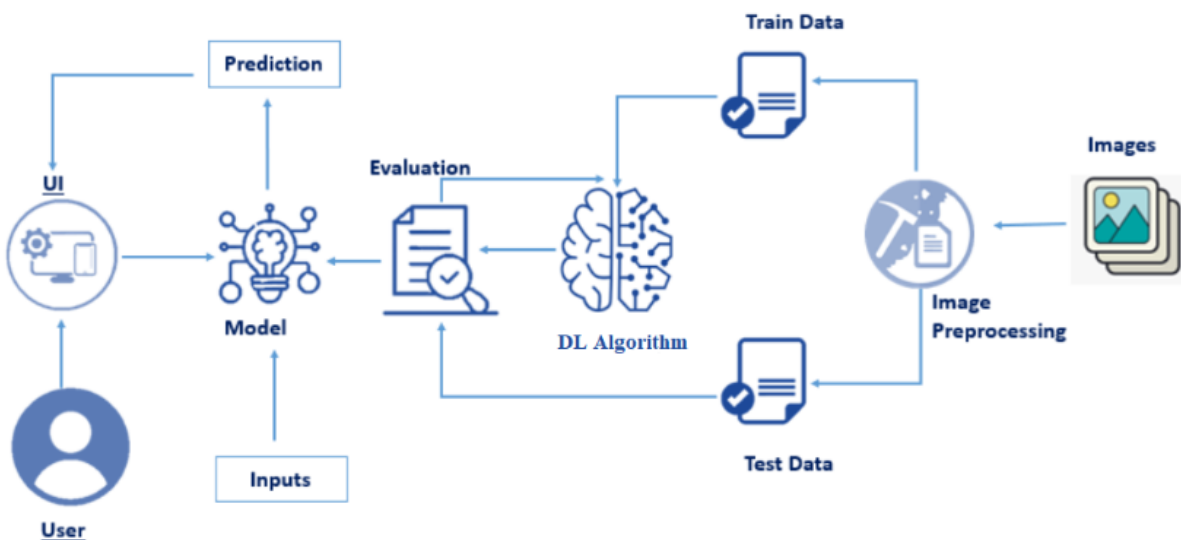 Train Data
Prediction
Images
Evaluation
UI
Image
Preprocessing
Model
DL Algorithm
Test Data
Inputs
User